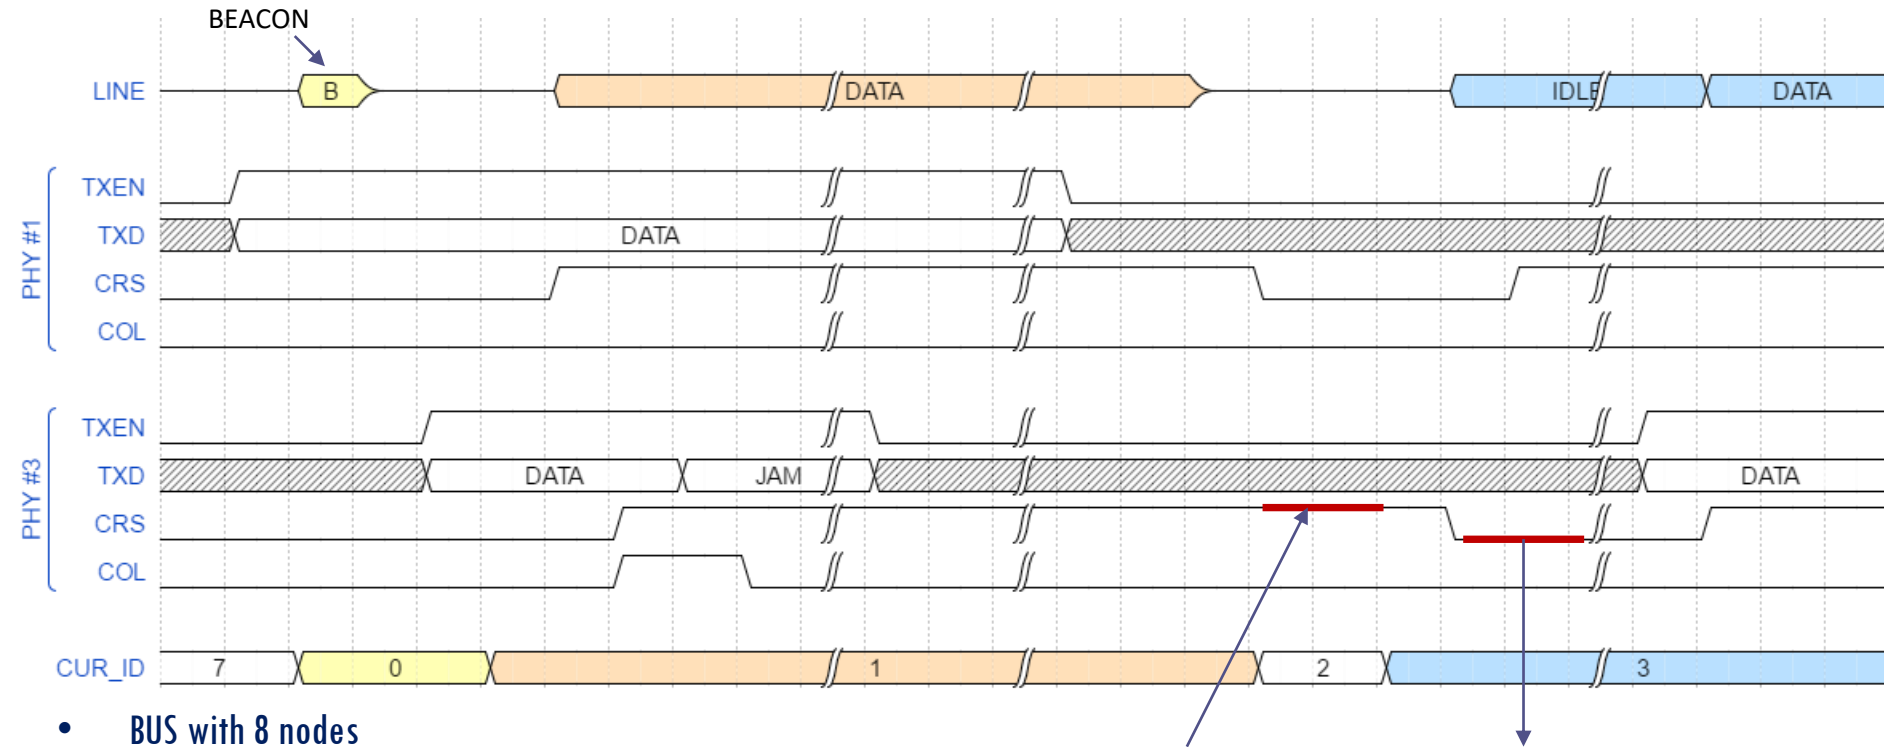 BEACON
LINE B DATA IDLE DATA
PHY #1
TXEN
TXD DATA
CRS
COL
PHY #3
TXEN
TXD DATA JAM DATA
CRS
COL
CUR_ID 7 0 1 2 3
• BUS with 8 nodes